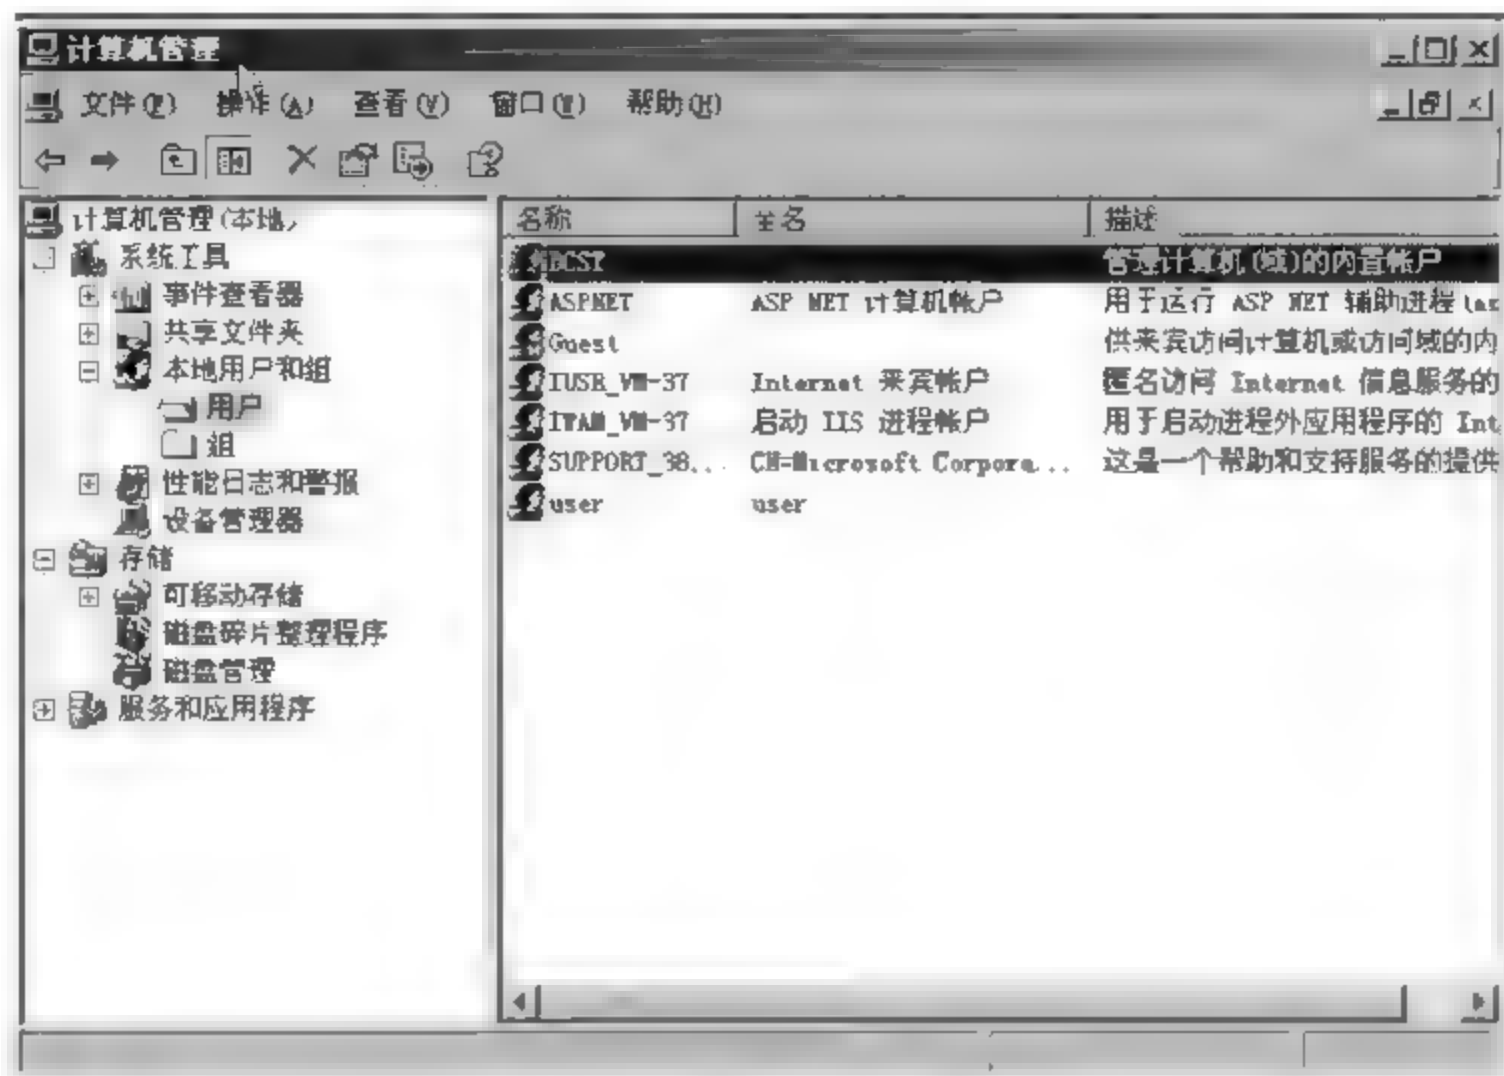 计算机管理
文件(F) 操作(A) 查看(V) 窗口(W) 帮助(H)
计算机管理(本地)
系统工具
事件查看器
共享文件夹
本地用户和组
用户
组
性能日志和警报
设备管理器
存储
可移动存储
磁盘碎片整理程序
磁盘管理
服务和应用程序
名称 全名 描述
管理计算机(域)的内置帐户
ASPNET ASP NET 计算机帐户 用于运行 ASP NET 辅助进程(as
Guest 供来宾访问计算机或访问域的内
IUSR_VM-37 Internet 来宾帐户 匿名访问 Internet 信息服务的
IWAM_VM-37 启动 IIS 进程帐户 用于启动进程外应用程序的 Int
SUPPORT_38... CN=Microsoft Corpora... 这是一个帮助和支持服务的提供
user user